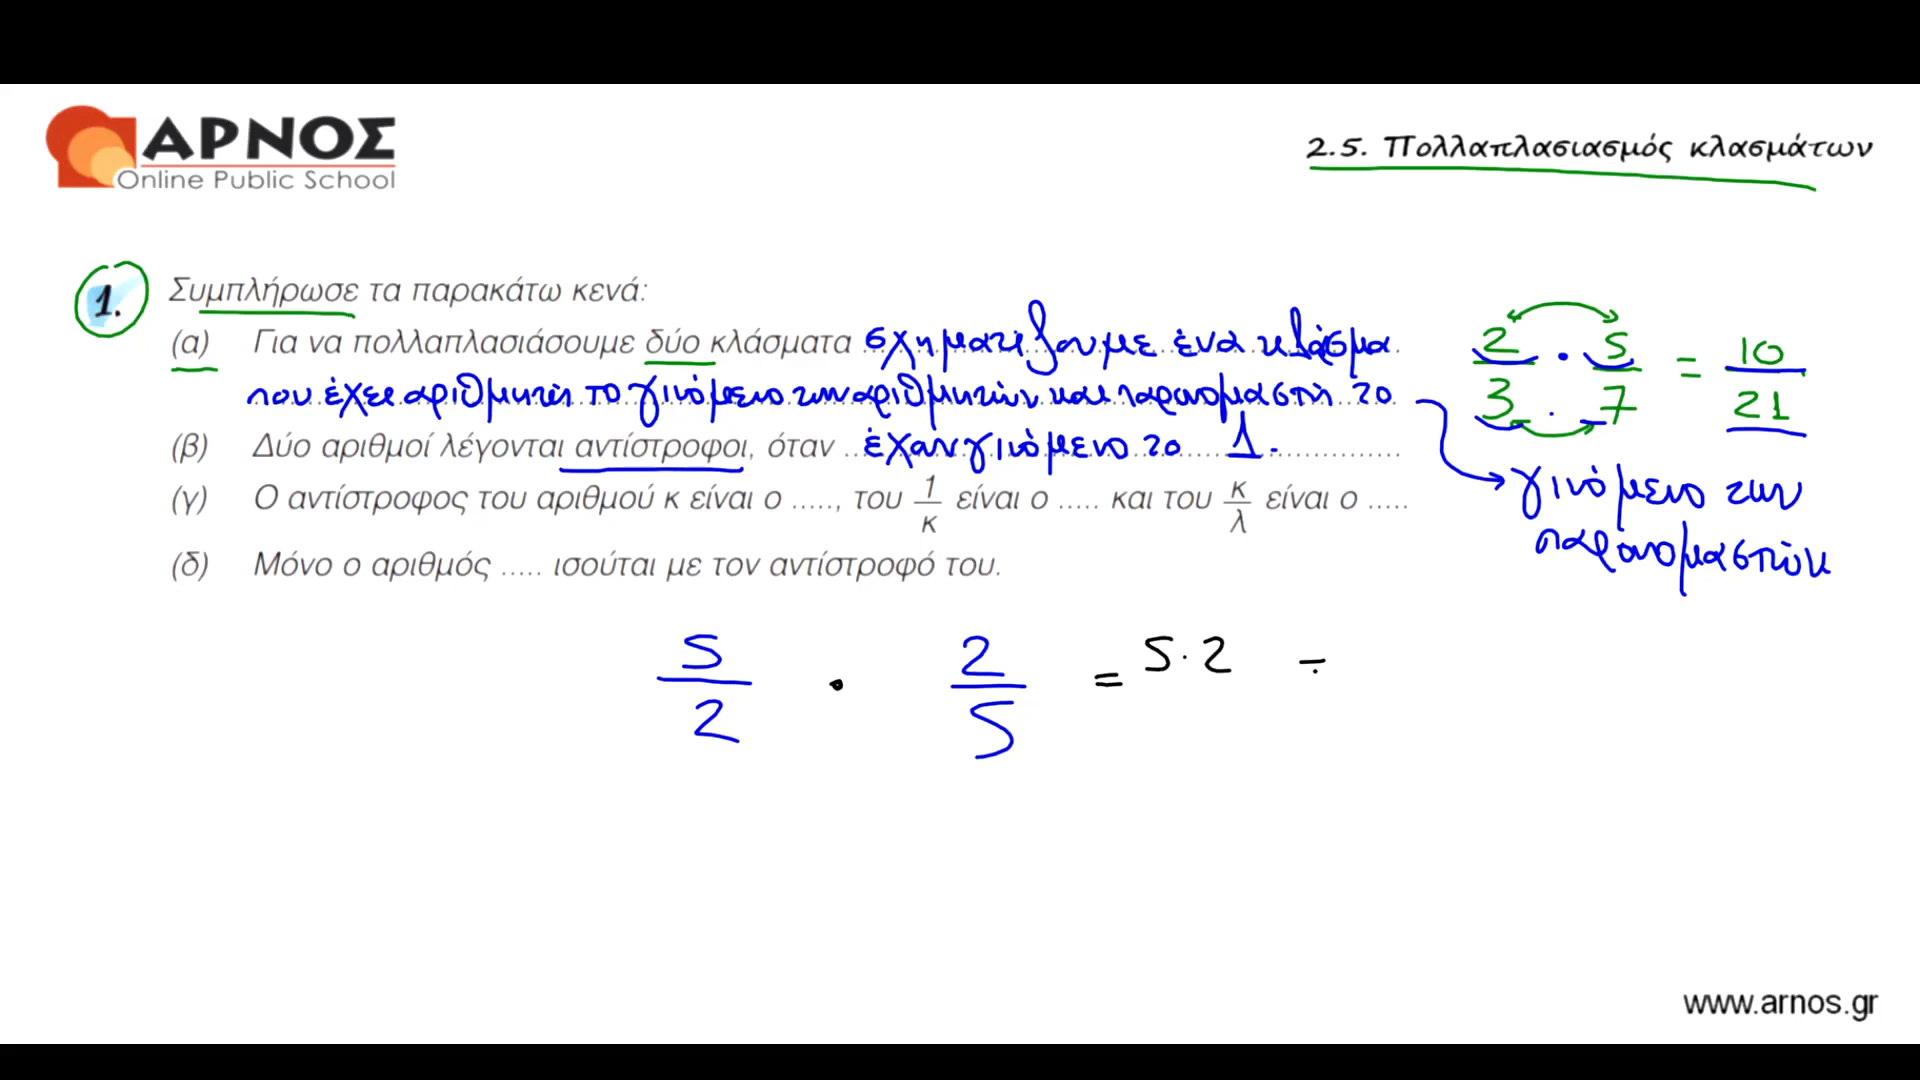 ΑΡΝΟΣ
Online Public School
2.5. Πολλαπλασιασμός κλασμάτων
1. Συμπλήρωσε τα παρακάτω κενά:
(α) Για να πολλαπλασιάσουμε δύο κλάσματα σχηματίζουμε ένα κλάσμα
που έχει αριθμητή το γινόμενο των αριθμητών και παρονομαστή το
(β) Δύο αριθμοί λέγονται αντίστροφοι, όταν έχουν γινόμενο το 1.
(γ) Ο αντίστροφος του αριθμού κ είναι ο ....., του 1/κ είναι ο ..... και του κ/λ είναι ο .....
(δ) Μόνο ο αριθμός ..... ισούται με τον αντίστροφό του.
2/3 · 5/7 = 10/21
γινόμενο των
παρονομαστών
5/2 · 2/5 = 5·2 =
www.arnos.gr